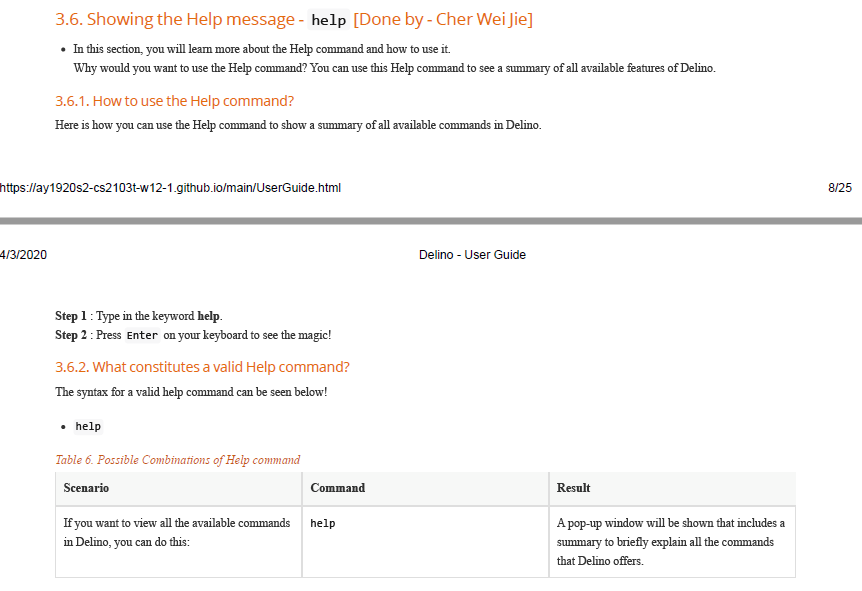 3.6. Showing the Help message - help [Done by - Cher Wei Jie]
• In this section, you will learn more about the Help command and how to use it.
Why would you want to use the Help command? You can use this Help command to see a summary of all available features of Delino.
3.6.1. How to use the Help command?
Here is how you can use the Help command to show a summary of all available commands in Delino.
https://ay1920s2-cs2103t-w12-1.github.io/main/UserGuide.html 8/25
4/3/2020 Delino - User Guide
Step 1 : Type in the keyword help.
Step 2 : Press Enter on your keyboard to see the magic!
3.6.2. What constitutes a valid Help command?
The syntax for a valid help command can be seen below!
• help
Table 6. Possible Combinations of Help command
Scenario Command Result
If you want to view all the available commands help A pop-up window will be shown that includes a
in Delino, you can do this: summary to briefly explain all the commands
that Delino offers.